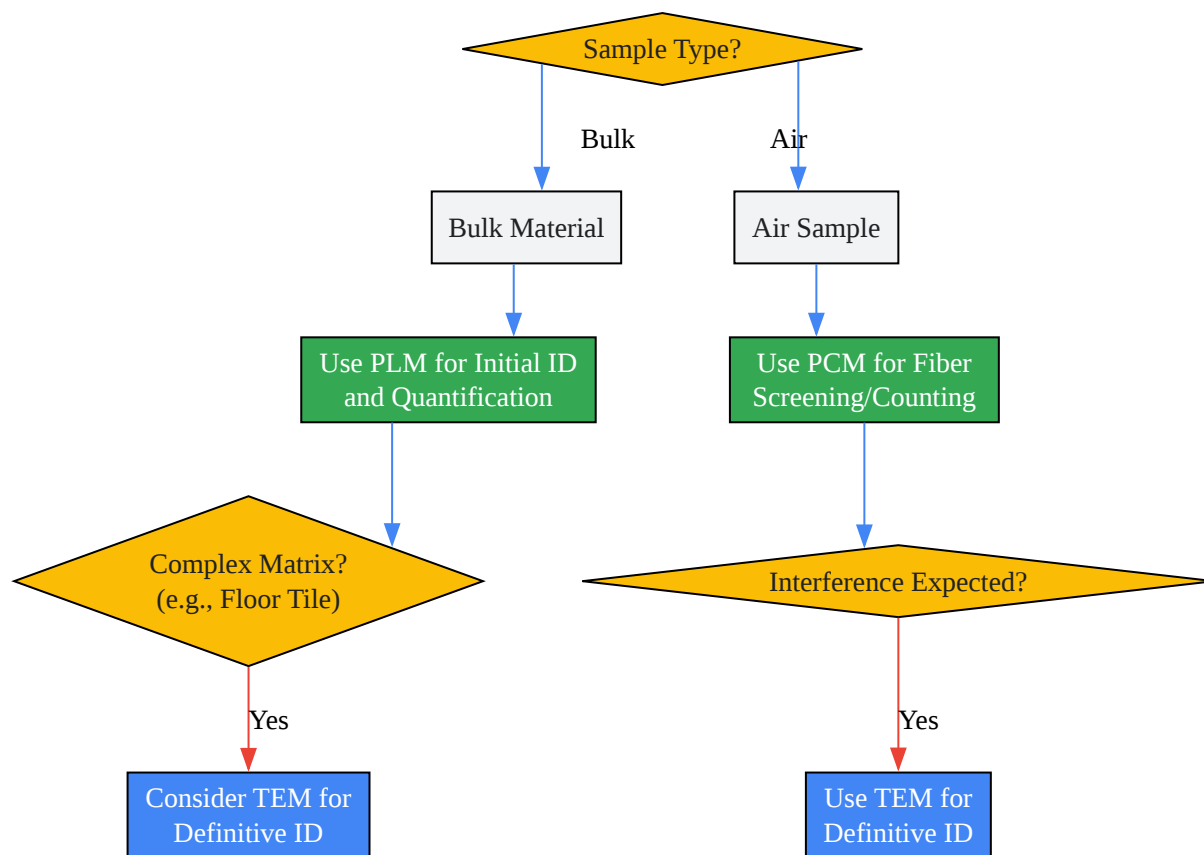 Sample Type?
Bulk
Air
Bulk Material
Air Sample
Use PLM for Initial ID
and Quantification
Use PCM for Fiber
Screening/Counting
Complex Matrix?
(e.g., Floor Tile)
Interference Expected?
Yes
Yes
Consider TEM for
Definitive ID
Use TEM for
Definitive ID